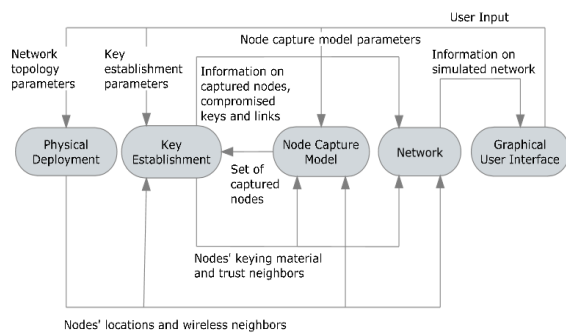 User Input
Network
topology
parameters
Key
establishment
parameters
Node capture model parameters
Information on
captured nodes,
compromised
keys and links
Information on
simulated network
Physical
Deployment
Key
Establishment
Node Capture
Model
Network
Graphical
User Interface
Set of
captured
nodes
Nodes' keying material
and trust neighbors
Nodes' locations and wireless neighbors